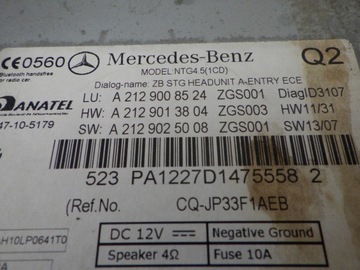 CE0560
Mercedes-Benz
Q2
Bluetooth handsfree
or radio car.
MODEL:NTG4.5(1CD)
Dialog-name: ZB STG HEADUNIT A-ENTRY ECE
ANATEL
47-10-5179
LU: A 212 900 85 24 ZGS001 DiagID3107
HW: A 212 901 38 04 ZGS003 HW11/31
SW: A 212 902 50 08 ZGS001 SW13/07
523 PA1227D1475558 2
(Ref.No.) CQ-JP33F1AEB
AH10LP0641T0
DC 12V Negative Ground
Speaker 4Ω Fuse 10A